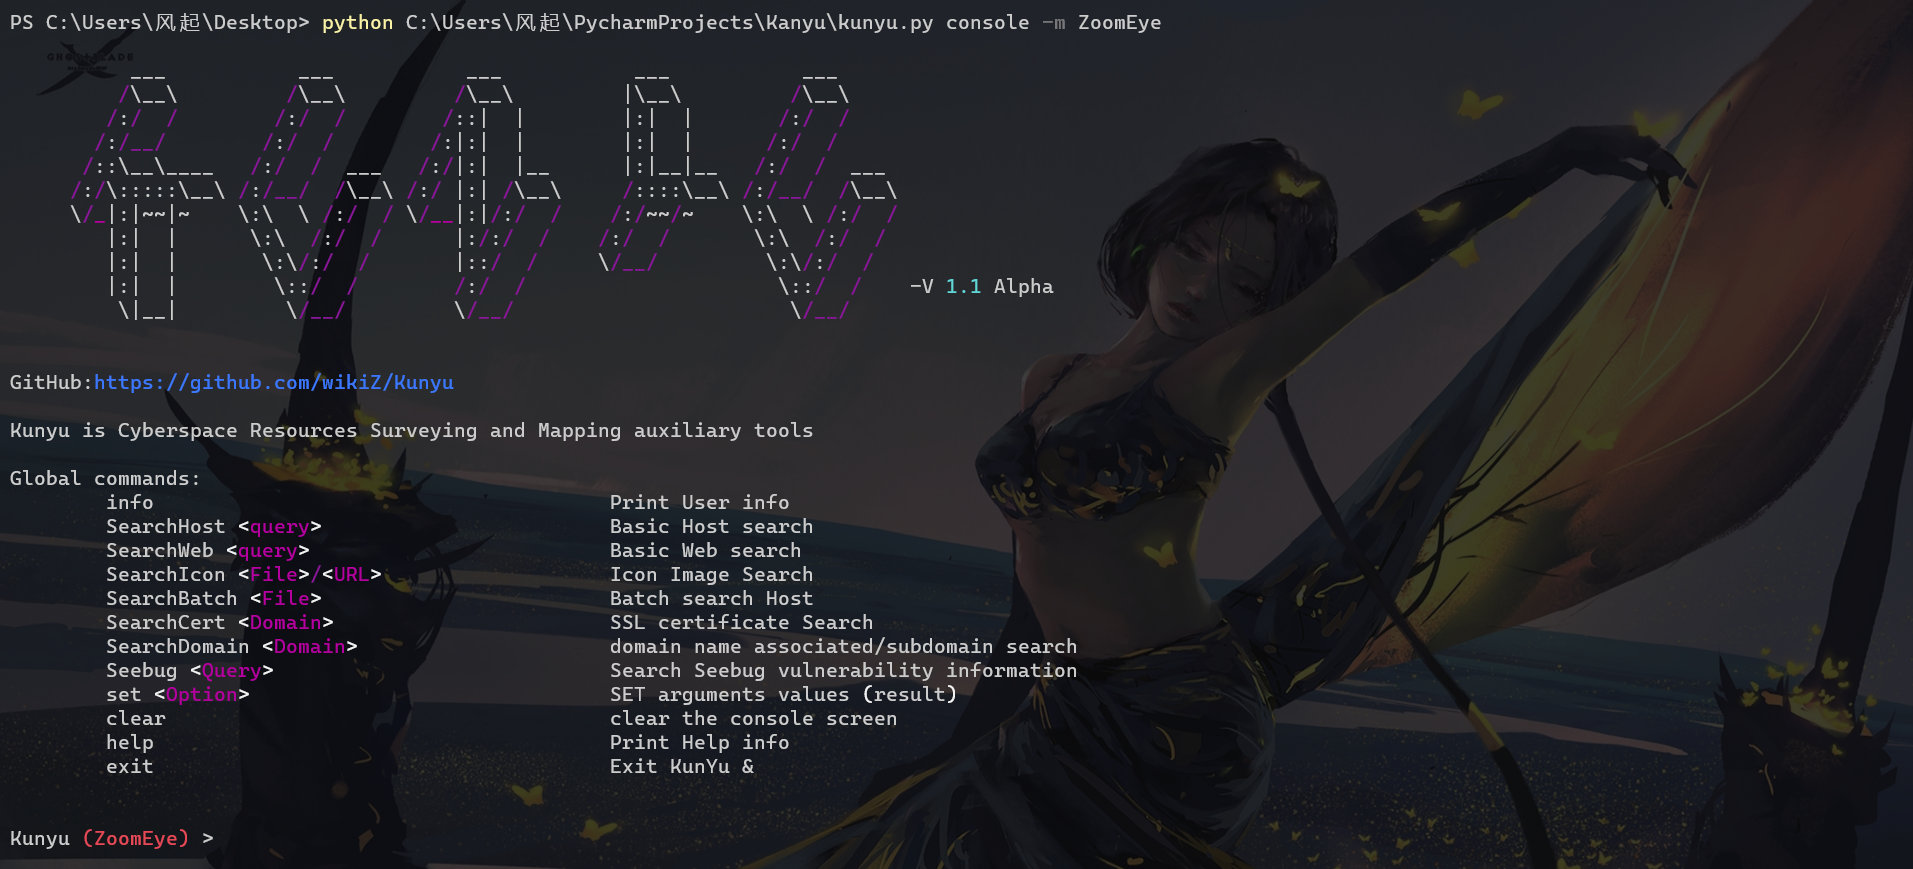 PS C:\Users\风起\Desktop> python C:\Users\风起\PycharmProjects\Kanyu\kunyu.py console -m ZoomEye
-V 1.1 Alpha
GitHub:https://github.com/wikiZ/Kunyu
Kunyu is Cyberspace Resources Surveying and Mapping auxiliary tools
Global commands:
info Print User info
SearchHost <query> Basic Host search
SearchWeb <query> Basic Web search
SearchIcon <File>/<URL> Icon Image Search
SearchBatch <File> Batch search Host
SearchCert <Domain> SSL certificate Search
SearchDomain <Domain> domain name associated/subdomain search
Seebug <Query> Search Seebug vulnerability information
set <Option> SET arguments values (result)
clear clear the console screen
help Print Help info
exit Exit KunYu &
Kunyu (ZoomEye) >